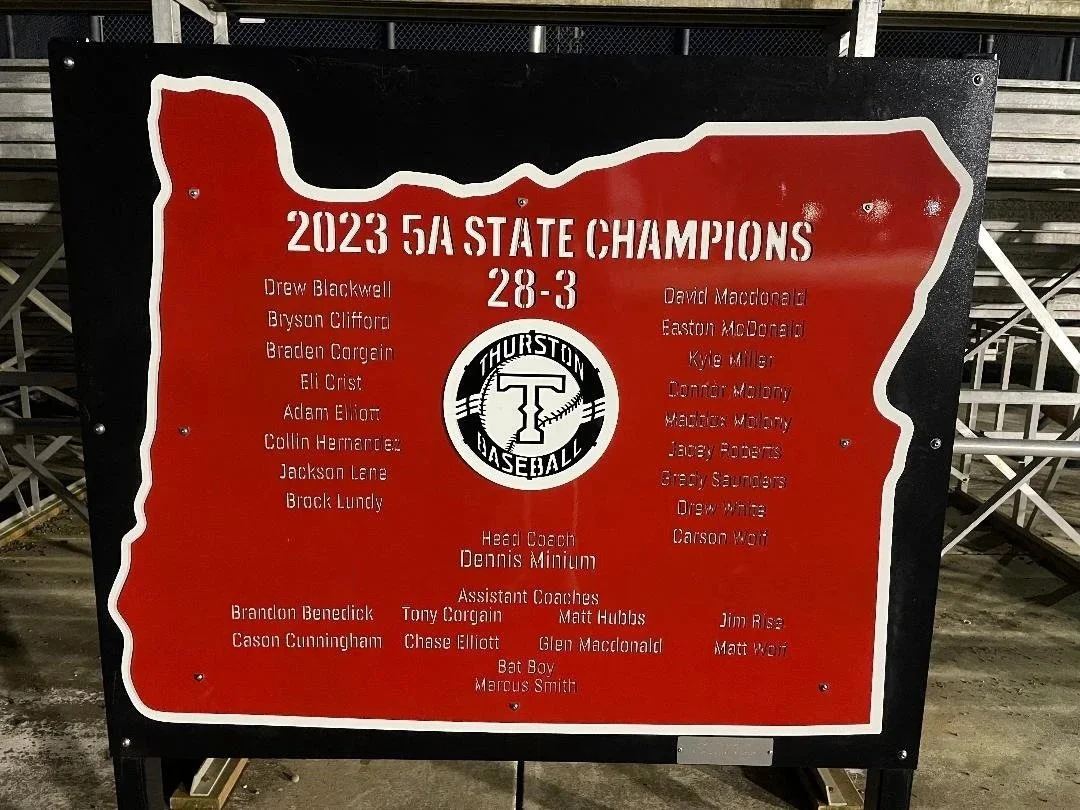 2023 5A STATE CHAMPIONS
28-3
Drew Blackwell
Bryson Clifford
Braden Corgain
Eli Crist
Adam Elliott
Collin Hernandez
Jackson Lane
Brock Lundy
THURSTON
T
BASEBALL
David Macdonald
Easton McDonald
Kyle Miller
Connor Molony
Maddox Molony
Jacey Roberts
Grady Saunders
Drew White
Carson Wolf
Head Coach
Dennis Minium
Assistant Coaches
Brandon Benedick Tony Corgain Matt Hubbs Jim Rise
Cason Cunningham Chase Elliott Glen Macdonald Matt Wolf
Bat Boy
Marcus Smith